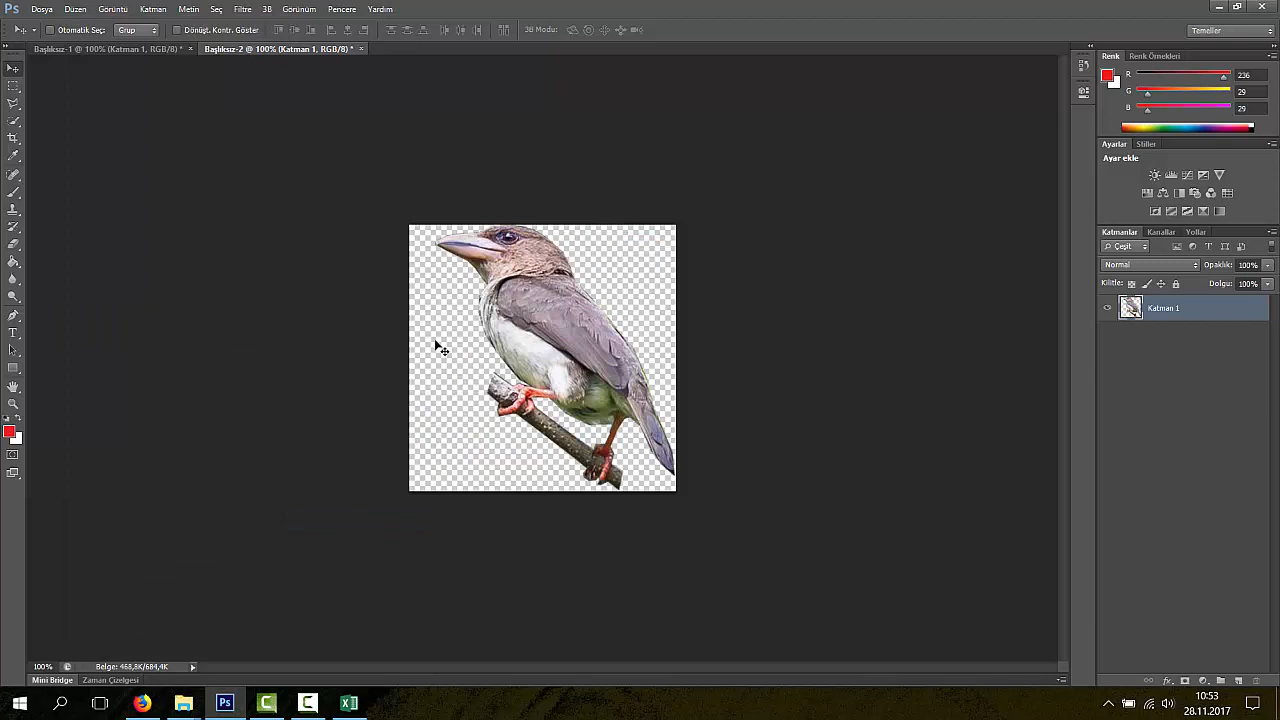 Ps Dosya Düzen Görüntü Katman Metin Seç Filtre 3B Görünüm Pencere Yardım
Otomatik Seç: Grup Dönüşt. Kontr. Göster 3B Modu: Temeller
Başlıksız-1 @ 100% (Katman 1, RGB/8) * × Başlıksız-2 @ 100% (Katman 1, RGB/8) * ×
Renk Renk Örnekleri
R 236
G 29
B 29
Ayarlar Stiller
Ayar ekle
Katmanlar Kanallar Yollar
Çeşit
Normal Opaklık: 100%
Kilitle: Dolgu: 100%
Katman 1
100% Belge: 468,8K/684,4K
Mini Bridge Zaman Çizelgesi
10:53
28.11.2017